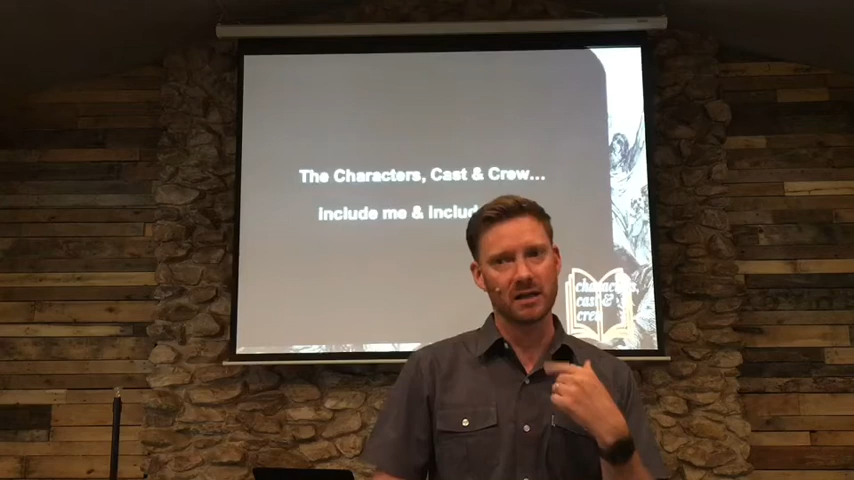 The Characters, Cast & Crew...
Include me & Includ
characters,
cast &
crew